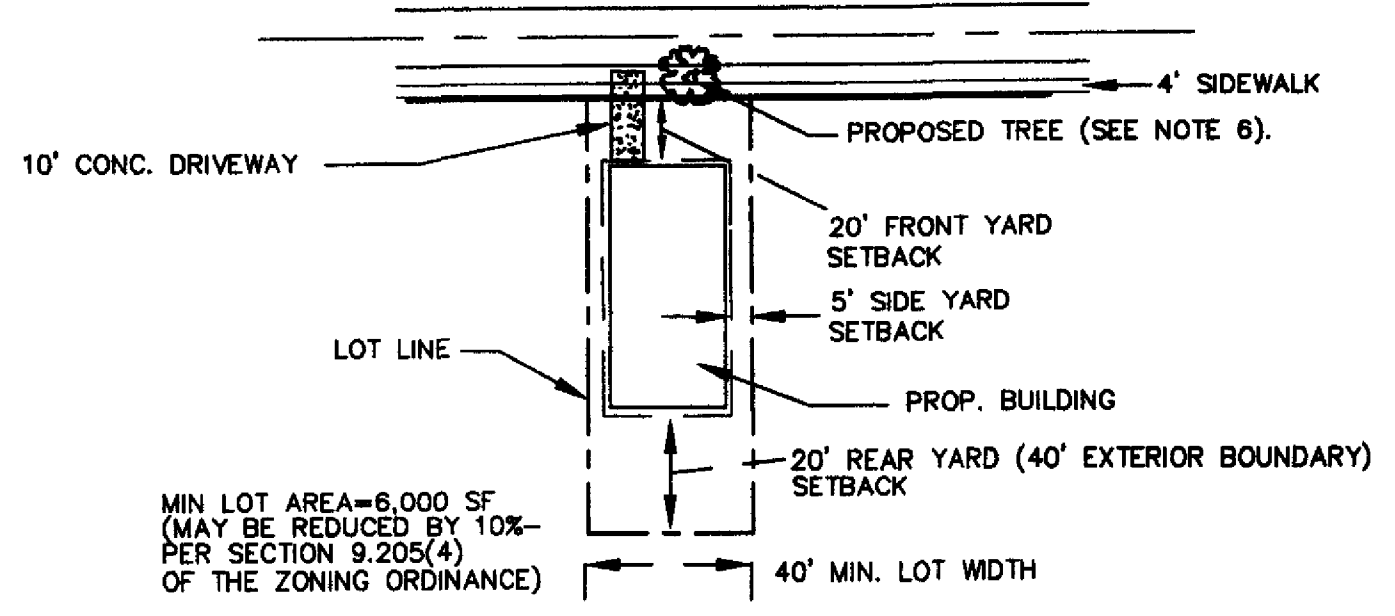 4' SIDEWALK
PROPOSED TREE (SEE NOTE 6).
10' CONC. DRIVEWAY
20' FRONT YARD
SETBACK
5' SIDE YARD
SETBACK
LOT LINE
PROP. BUILDING
20' REAR YARD (40' EXTERIOR BOUNDARY)
SETBACK
MIN LOT AREA=6,000 SF
(MAY BE REDUCED BY 10%-
PER SECTION 9.205(4)
OF THE ZONING ORDINANCE)
40' MIN. LOT WIDTH